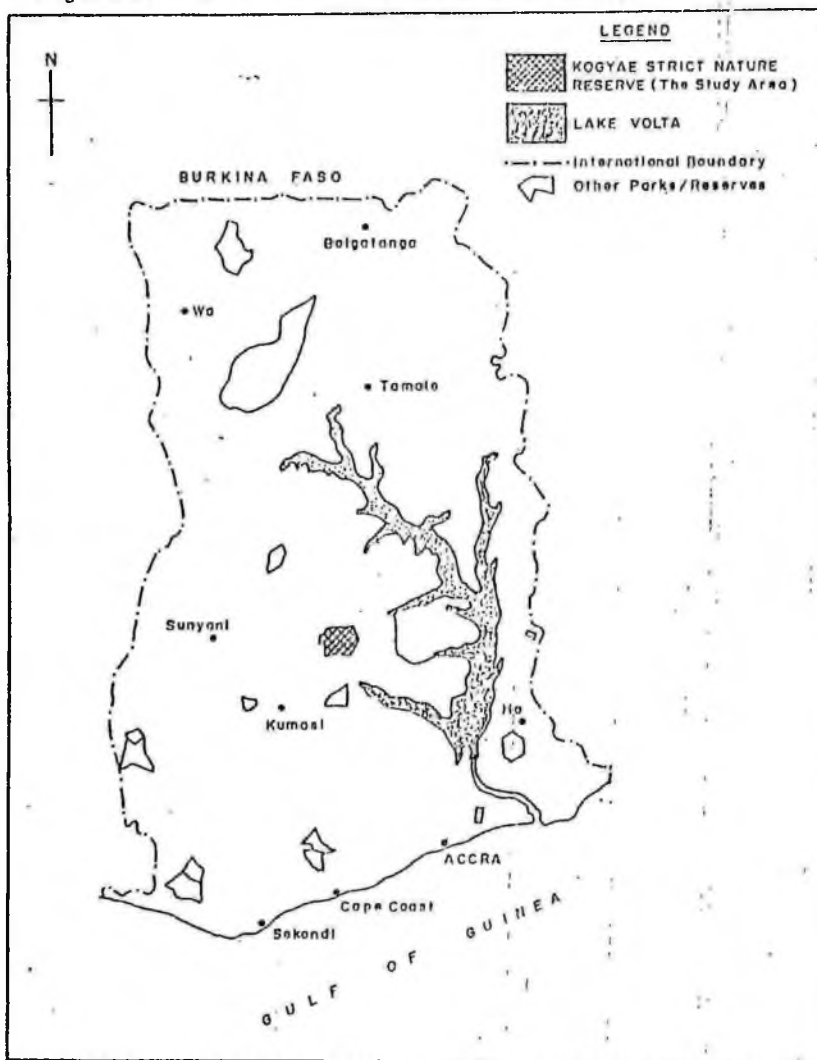 LEGEND
N
KOGYAE STRICT NATURE
RESERVE (The Study Area)
LAKE VOLTA
International Boundary
Other Parks/Reserves
BURKINA FASO
Bolgatanga
Wa
Tamale
Sunyani
Kumasi
Ho
ACCRA
Cape Coast
Sekondi
GULF OF GUINEA